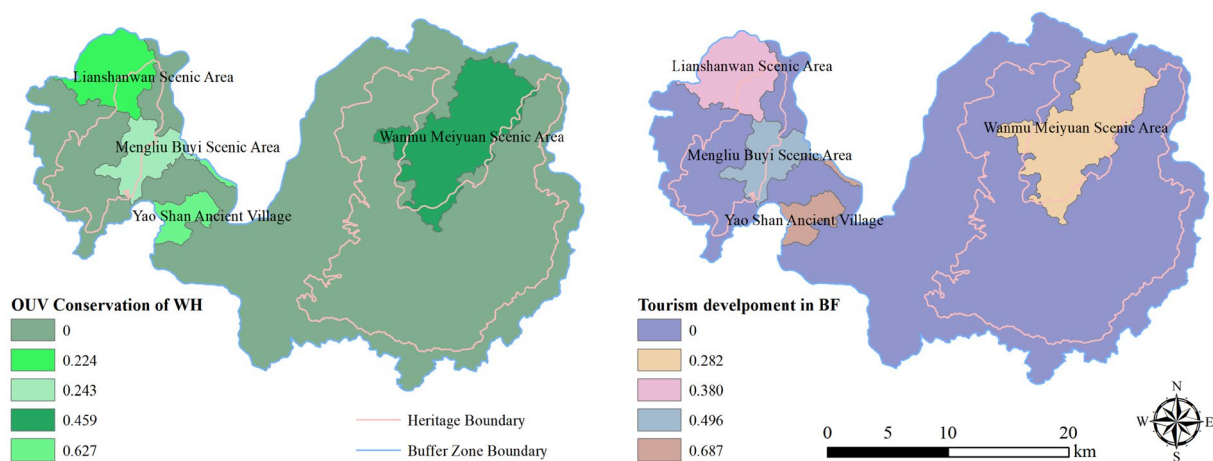 Lianshanwan Scenic Area
Mengliu Buyi Scenic Area
Wanmu Meiyuan Scenic Area
Yao Shan Ancient Village
OUV Conservation of WH
0
0.224
0.243
0.459
0.627
Heritage Boundary
Buffer Zone Boundary
Lianshanwan Scenic Area
Wanmu Meiyuan Scenic Area
Mengliu Buyi Scenic Area
Yao Shan Ancient Village
Tourism develpoment in BF
0
0.282
0.380
0.496
0.687
0 5 10 20
km
N
W E
S